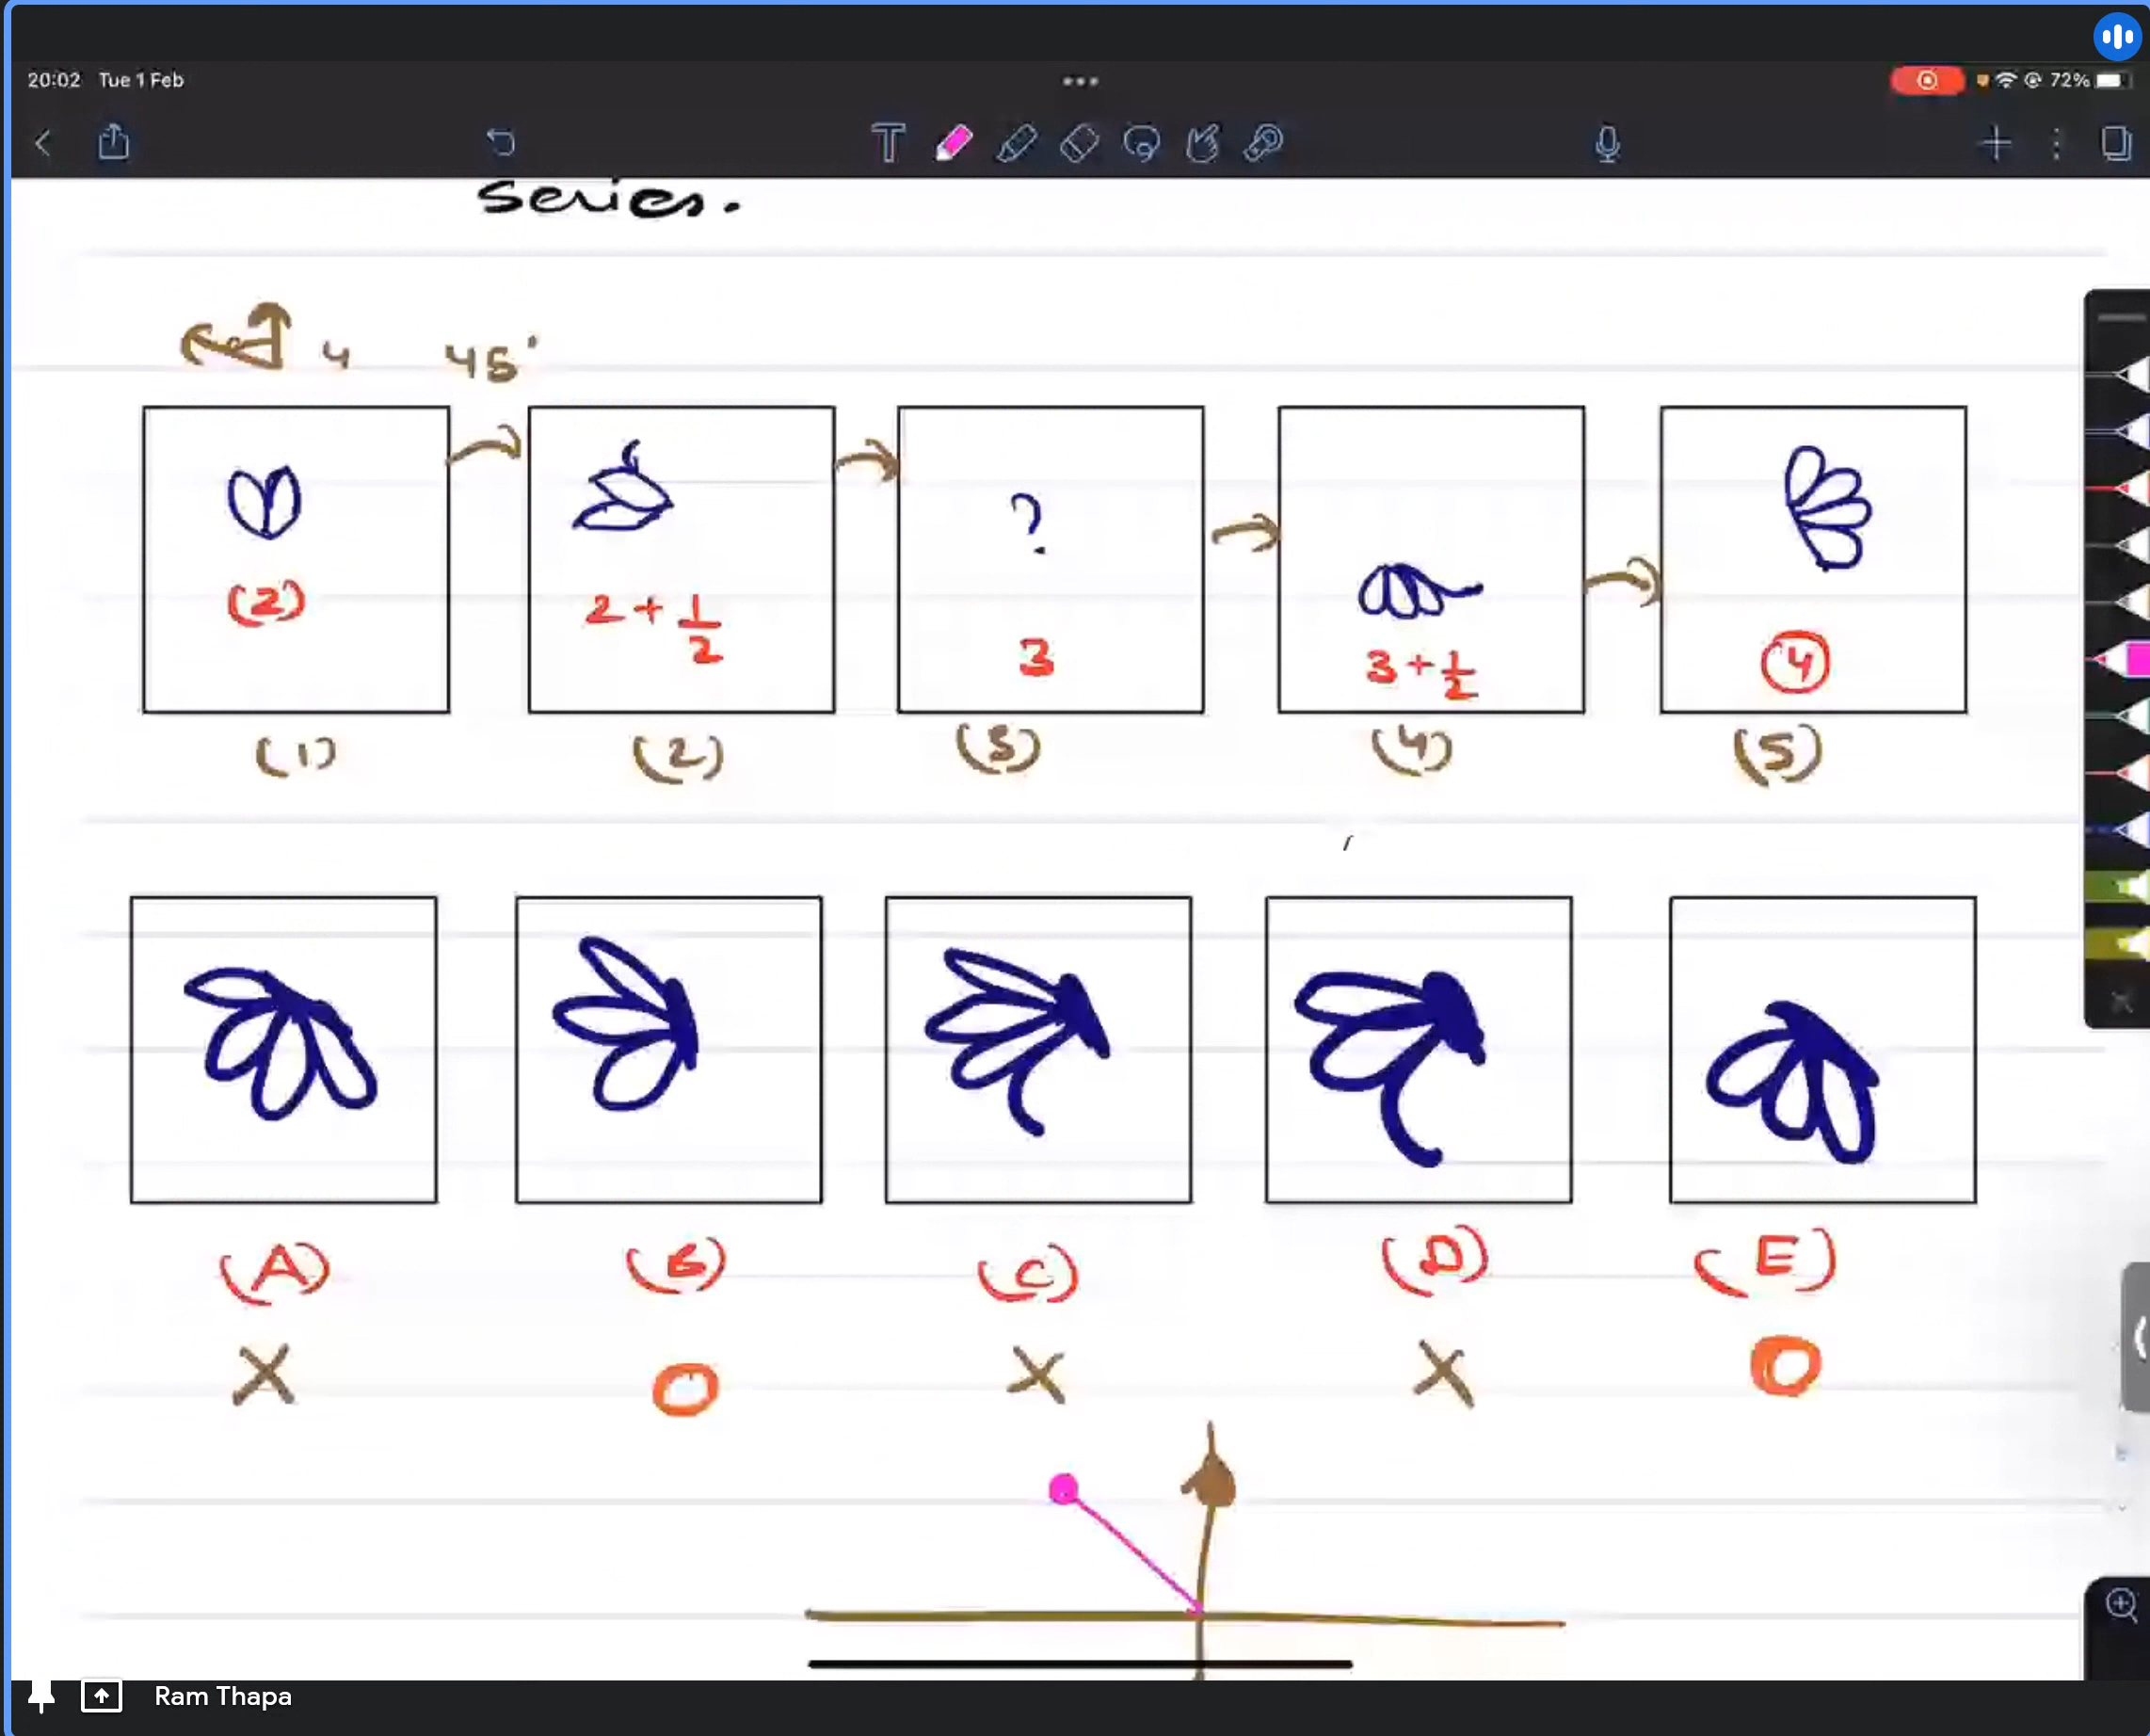 20:02 Tue 1 Feb
72%
series.
4 45°
?
(2)
2 + 1/2
3
3 + 1/2
4
(1) (2) (3) (4) (5)
(A) (B) (C) (D) (E)
X O X X O
Ram Thapa